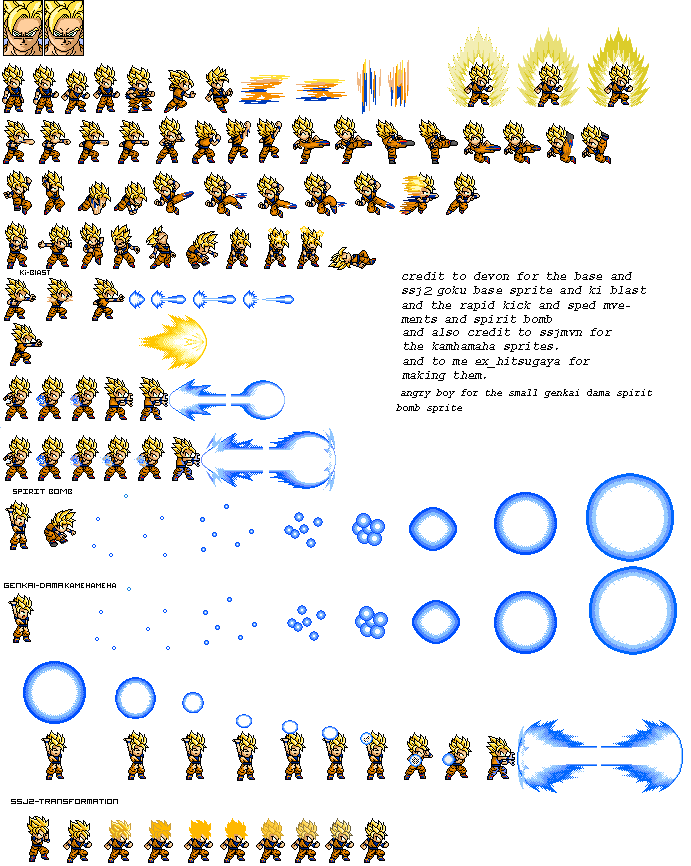 Ki-BLAST
credit to devon for the base and
ssj2 goku base sprite and ki blast
and the rapid kick and sped mve-
ments and spirit bomb
and also credit to ssjmvn for
the kamhamaha sprites.
and to me ex_hitsugaya for
making them.
angry boy for the small genkai dama spirit
bomb sprite
SPIRIT BOMB
GENKAI-DAMAKAMEHAMEHA
SSJ2-TRANSFORMATION